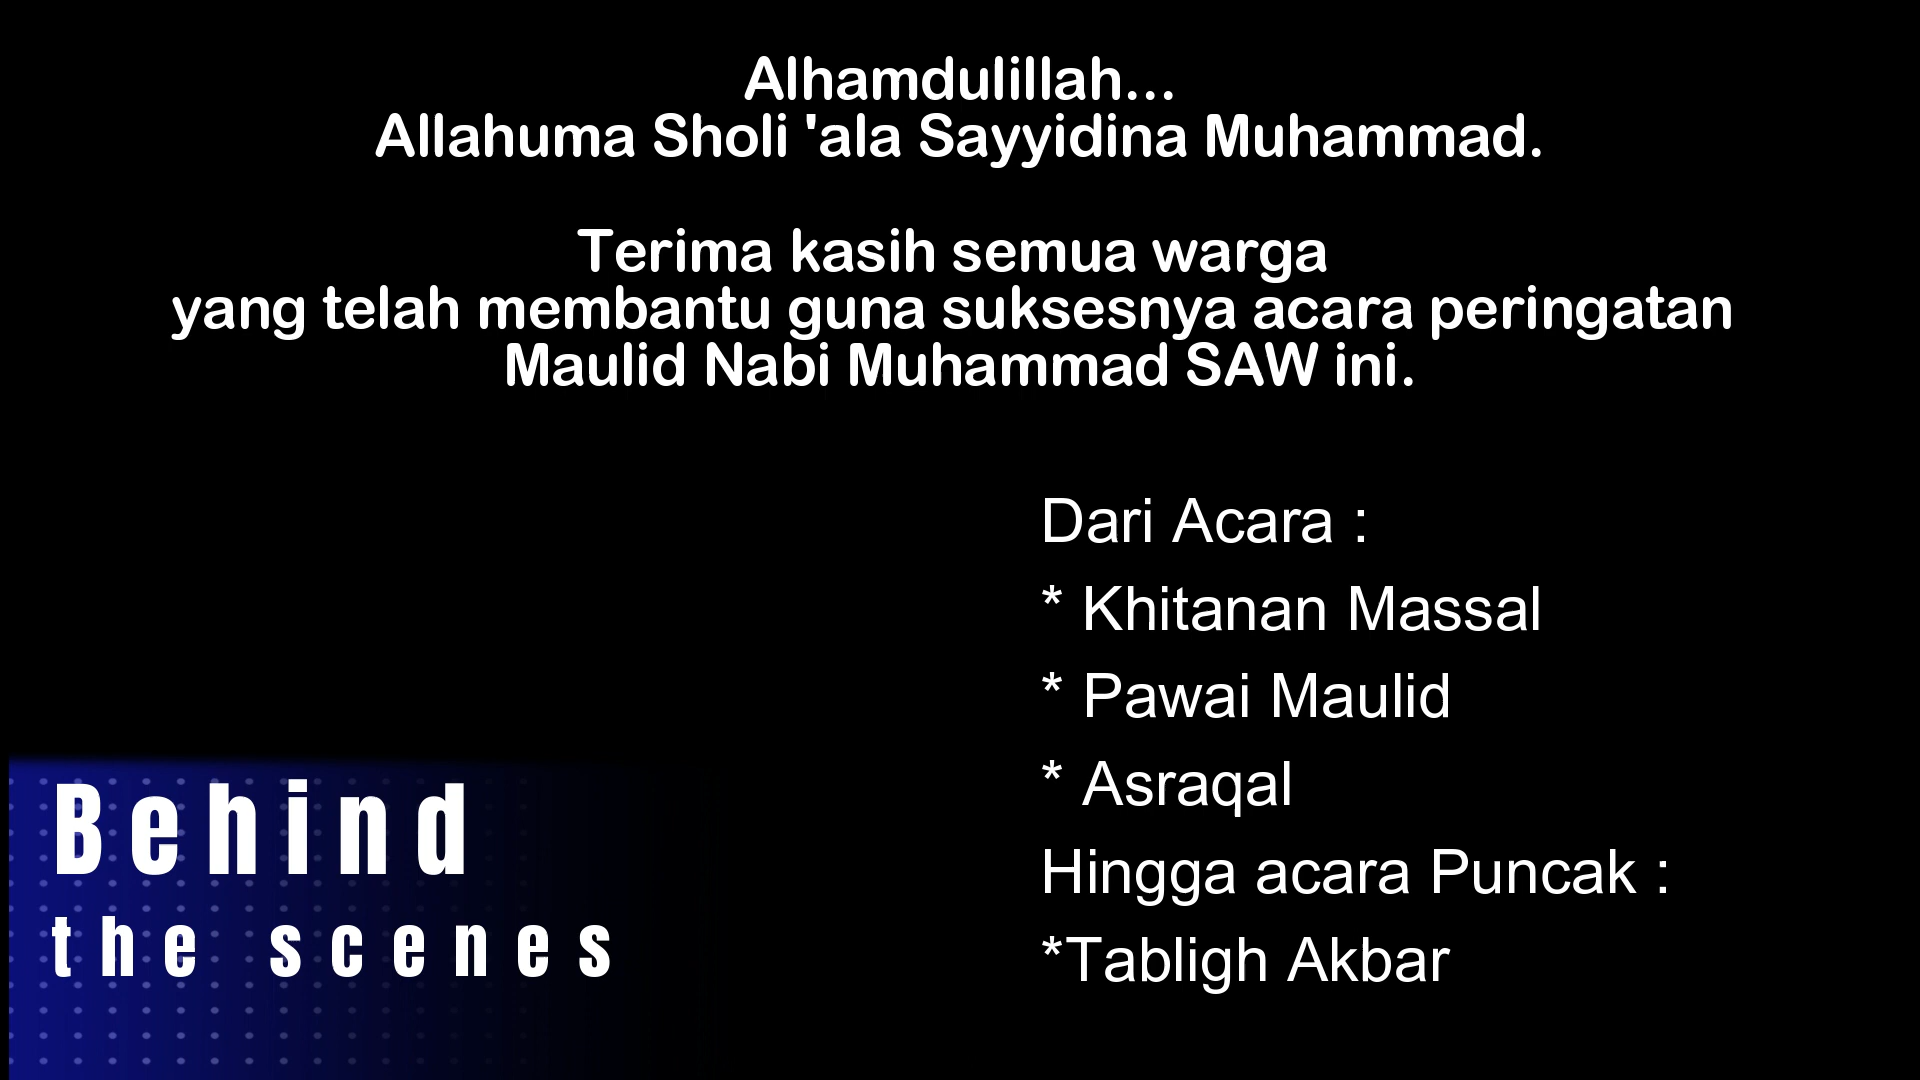 Alhamdulillah...
Allahuma Sholi 'ala Sayyidina Muhammad.
Terima kasih semua warga
yang telah membantu guna suksesnya acara peringatan
Maulid Nabi Muhammad SAW ini.
Dari Acara :
* Khitanan Massal
* Pawai Maulid
* Asraqal
Hingga acara Puncak :
*Tabligh Akbar
Behind
the scenes